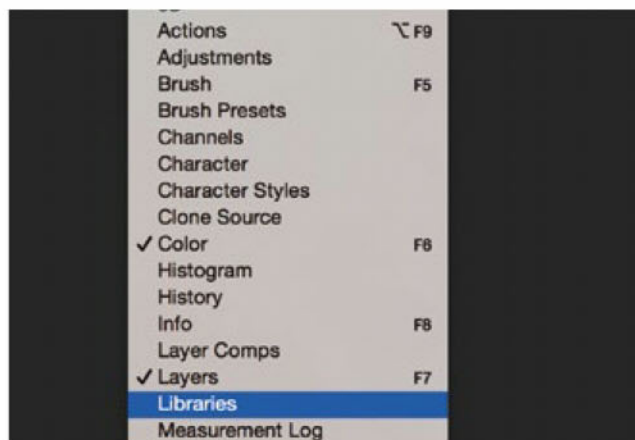 Actions ⌥ F9
Adjustments
Brush F5
Brush Presets
Channels
Character
Character Styles
Clone Source
✓ Color F6
Histogram
History
Info F8
Layer Comps
✓ Layers F7
Libraries
Measurement Log